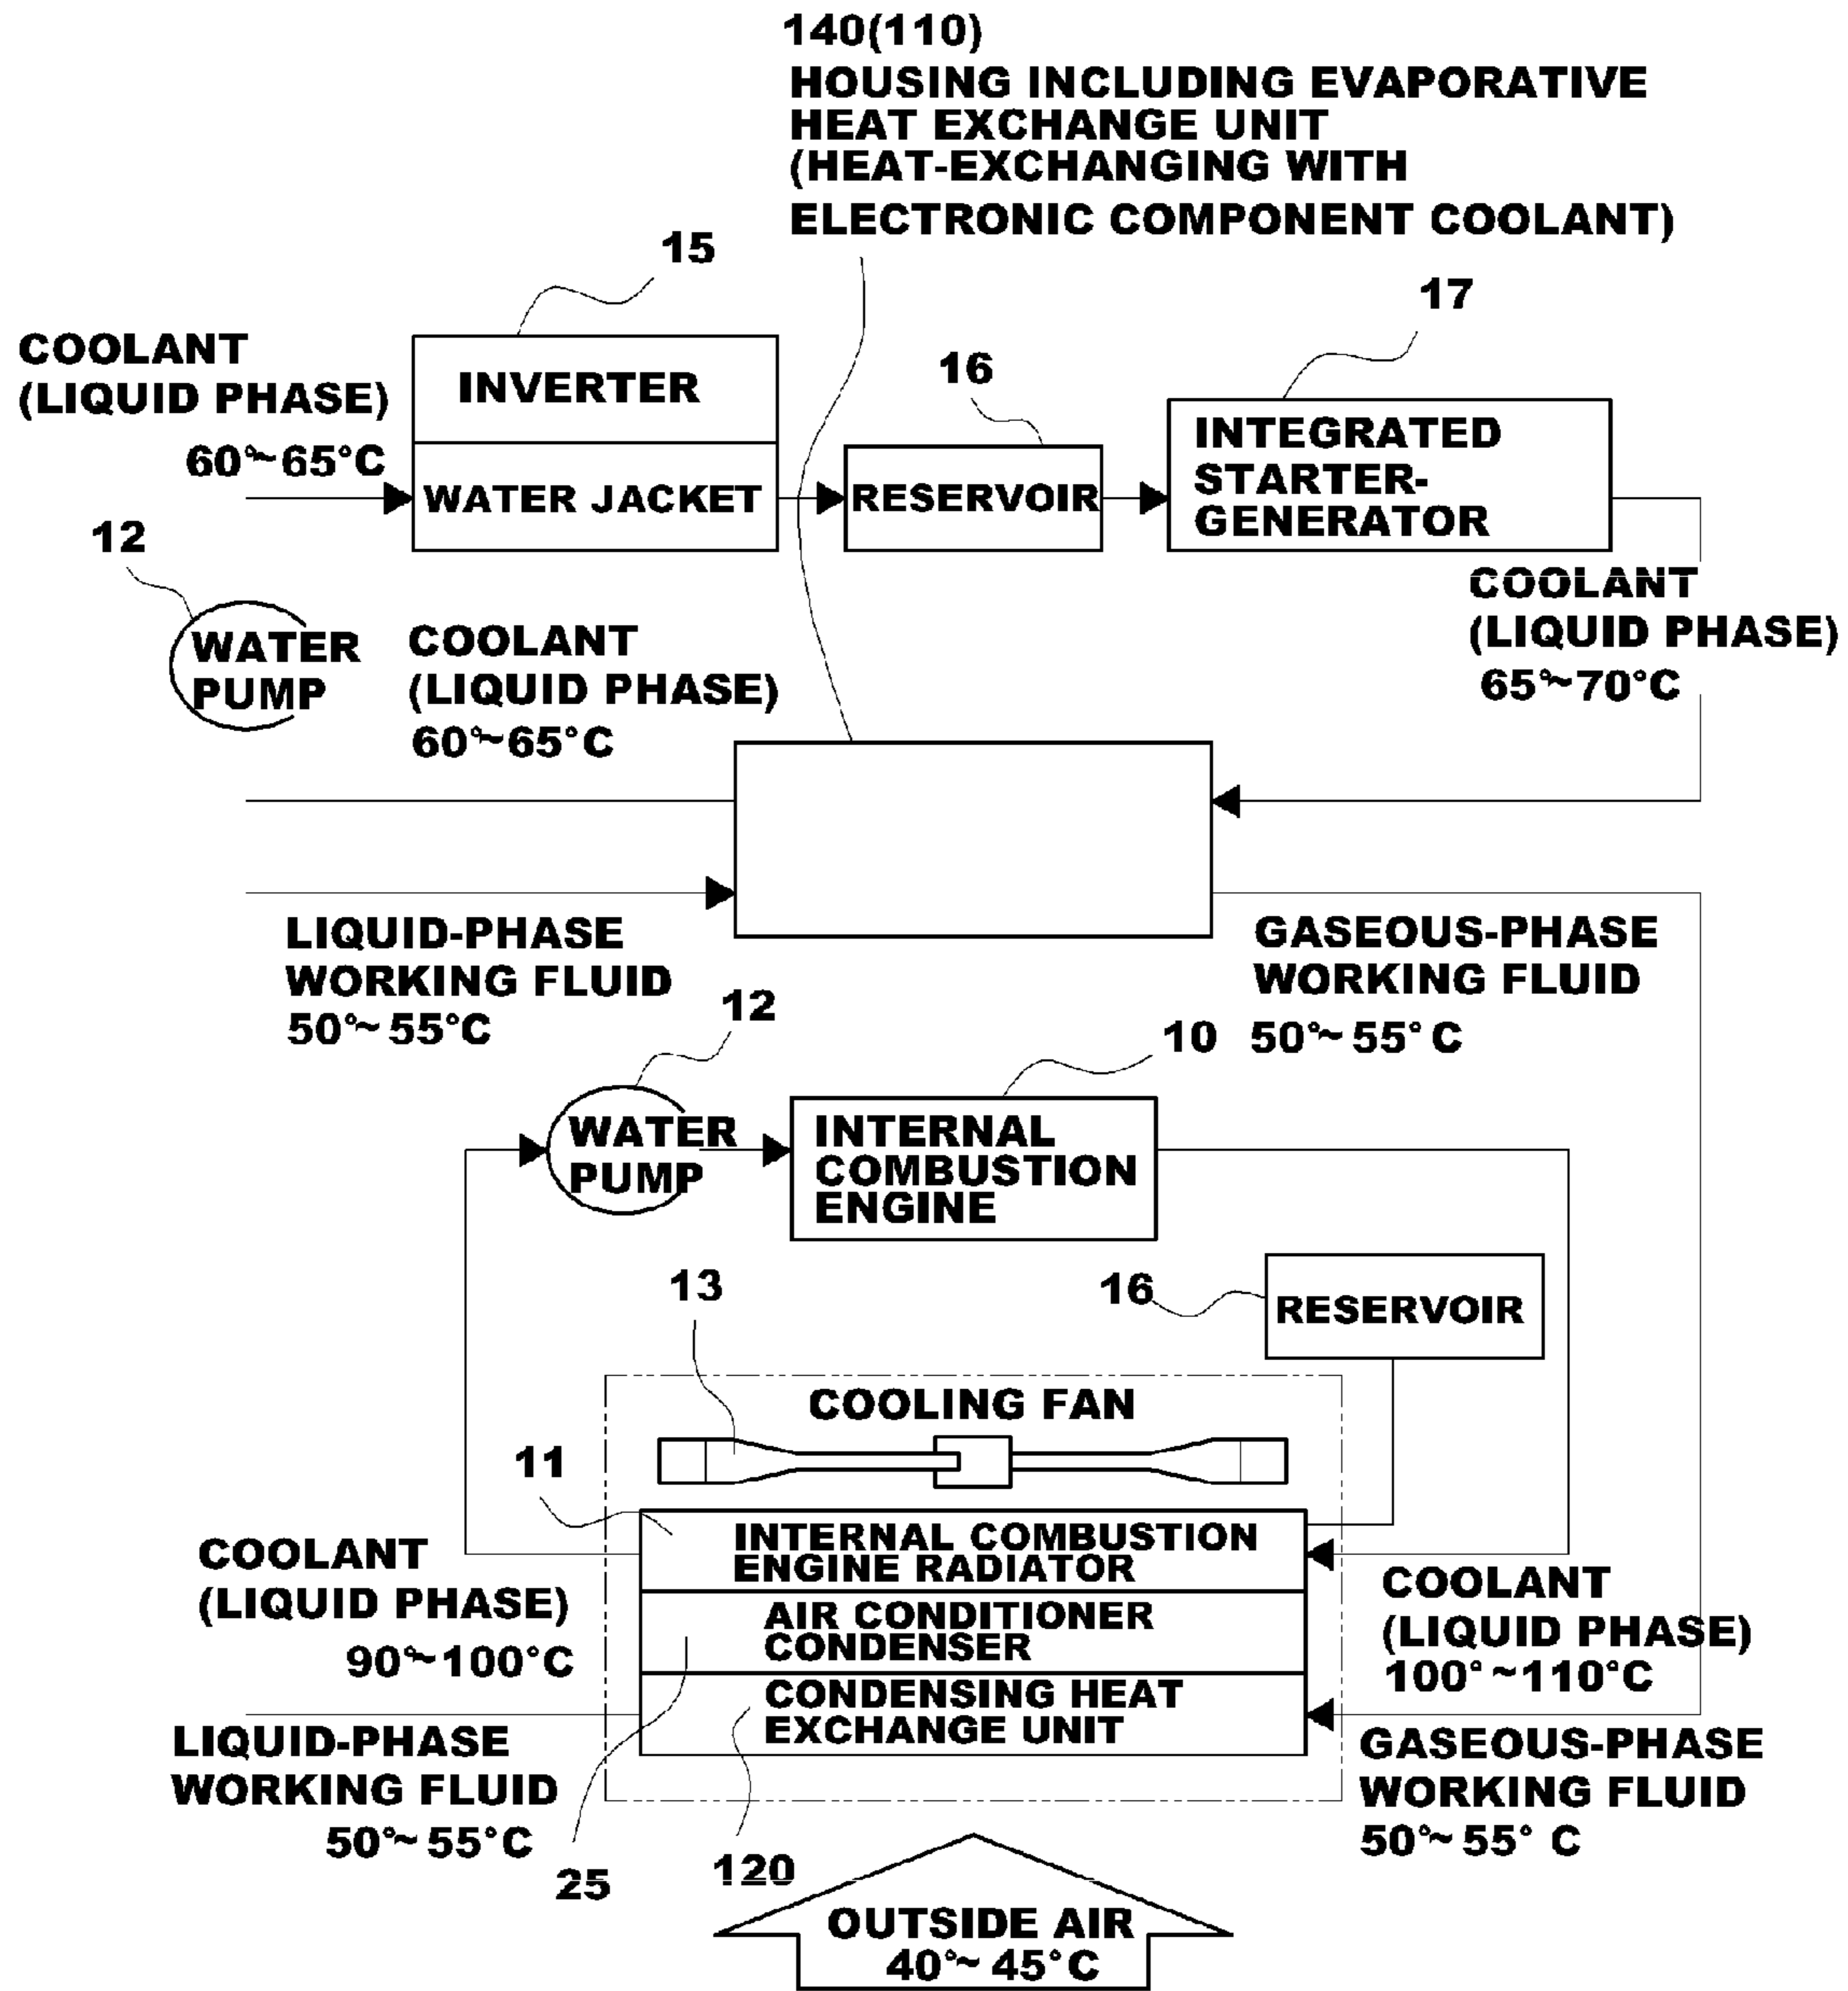 140(110)
HOUSING INCLUDING EVAPORATIVE
HEAT EXCHANGE UNIT
(HEAT-EXCHANGING WITH
ELECTRONIC COMPONENT COOLANT)
15
17
COOLANT
(LIQUID PHASE)
60°~65°C
INVERTER
WATER JACKET
16
RESERVOIR
INTEGRATED
STARTER-
GENERATOR
12
WATER
PUMP
COOLANT
(LIQUID PHASE)
60°~65°C
COOLANT
(LIQUID PHASE)
65°~70°C
LIQUID-PHASE
WORKING FLUID
50°~55°C
GASEOUS-PHASE
WORKING FLUID
50°~55°C
12
10
WATER
PUMP
INTERNAL
COMBUSTION
ENGINE
13
16
RESERVOIR
COOLING FAN
11
INTERNAL COMBUSTION
ENGINE RADIATOR
AIR CONDITIONER
CONDENSER
CONDENSING HEAT
EXCHANGE UNIT
COOLANT
(LIQUID PHASE)
90°~100°C
COOLANT
(LIQUID PHASE)
100°~110°C
LIQUID-PHASE
WORKING FLUID
50°~55°C
GASEOUS-PHASE
WORKING FLUID
50°~55°C
25
120
OUTSIDE AIR
40°~45°C